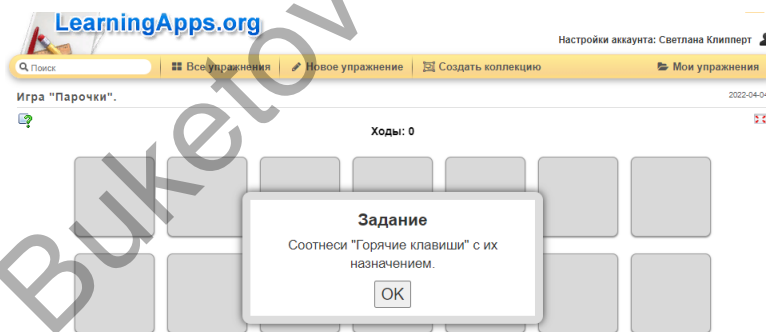 LearningApps.org
Настройки аккаунта: Светлана Клипперт
Поиск
Все упражнения
Новое упражнение
Создать коллекцию
Мои упражнения
Игра "Парочки".
2022-04-04
Ходы: 0
Задание
Соотнеси "Горячие клавиши" с их
назначением.
OK
Buketov